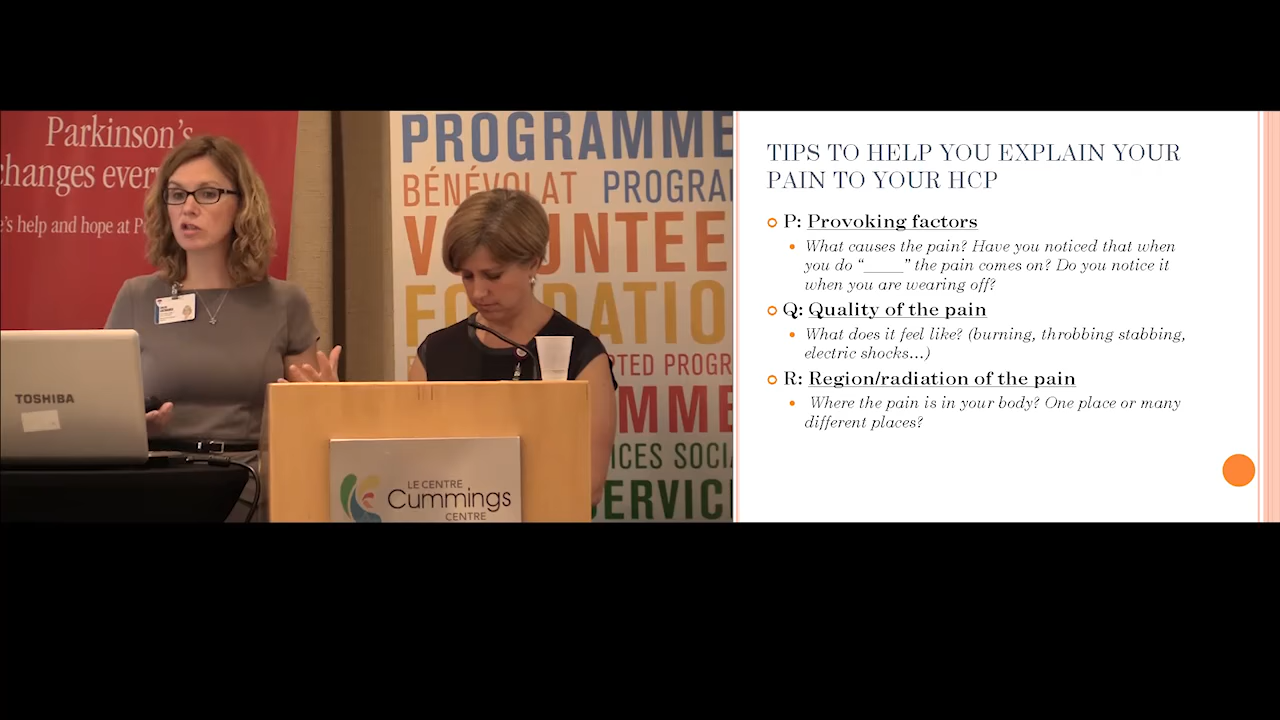 Parkinson's
changes ever
e's help and hope at P
TOSHIBA
PROGRAMME
BÉNÉVOLAT PROGRA
V UNTEE
F DATIO
TED PROGR
MME
ICES SOCI
SERVIC
LE CENTRE
Cummings
CENTRE
TIPS TO HELP YOU EXPLAIN YOUR
PAIN TO YOUR HCP
P: Provoking factors
What causes the pain? Have you noticed that when
you do “_____” the pain comes on? Do you notice it
when you are wearing off?
Q: Quality of the pain
What does it feel like? (burning, throbbing stabbing,
electric shocks...)
R: Region/radiation of the pain
Where the pain is in your body? One place or many
different places?